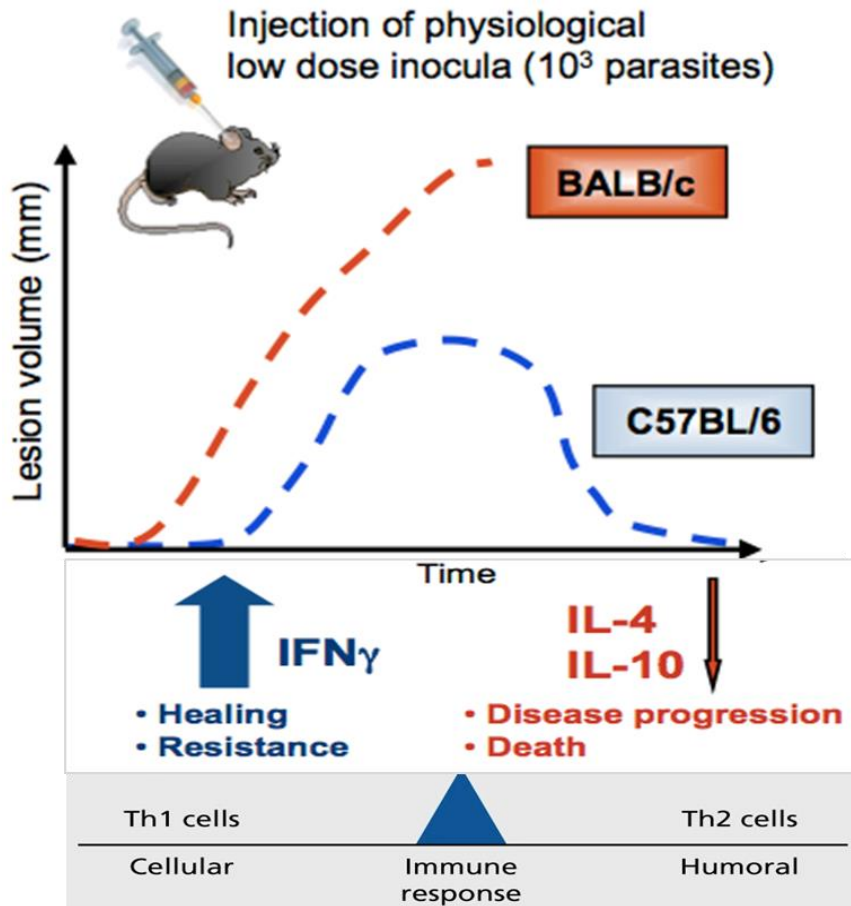 Injection of physiological
low dose inocula (10³ parasites)
BALB/c
C57BL/6
Lesion volume (mm)
Time
IFNγ
• Healing
• Resistance
IL-4
IL-10
• Disease progression
• Death
Th1 cells
Th2 cells
Cellular
Immune
response
Humoral